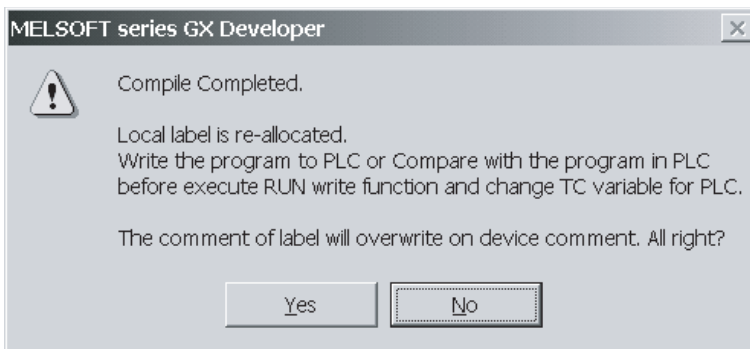 MELSOFT series GX Developer
Compile Completed.
Local label is re-allocated.
Write the program to PLC or Compare with the program in PLC
before execute RUN write function and change TC variable for PLC.
The comment of label will overwrite on device comment. All right?
Yes
No